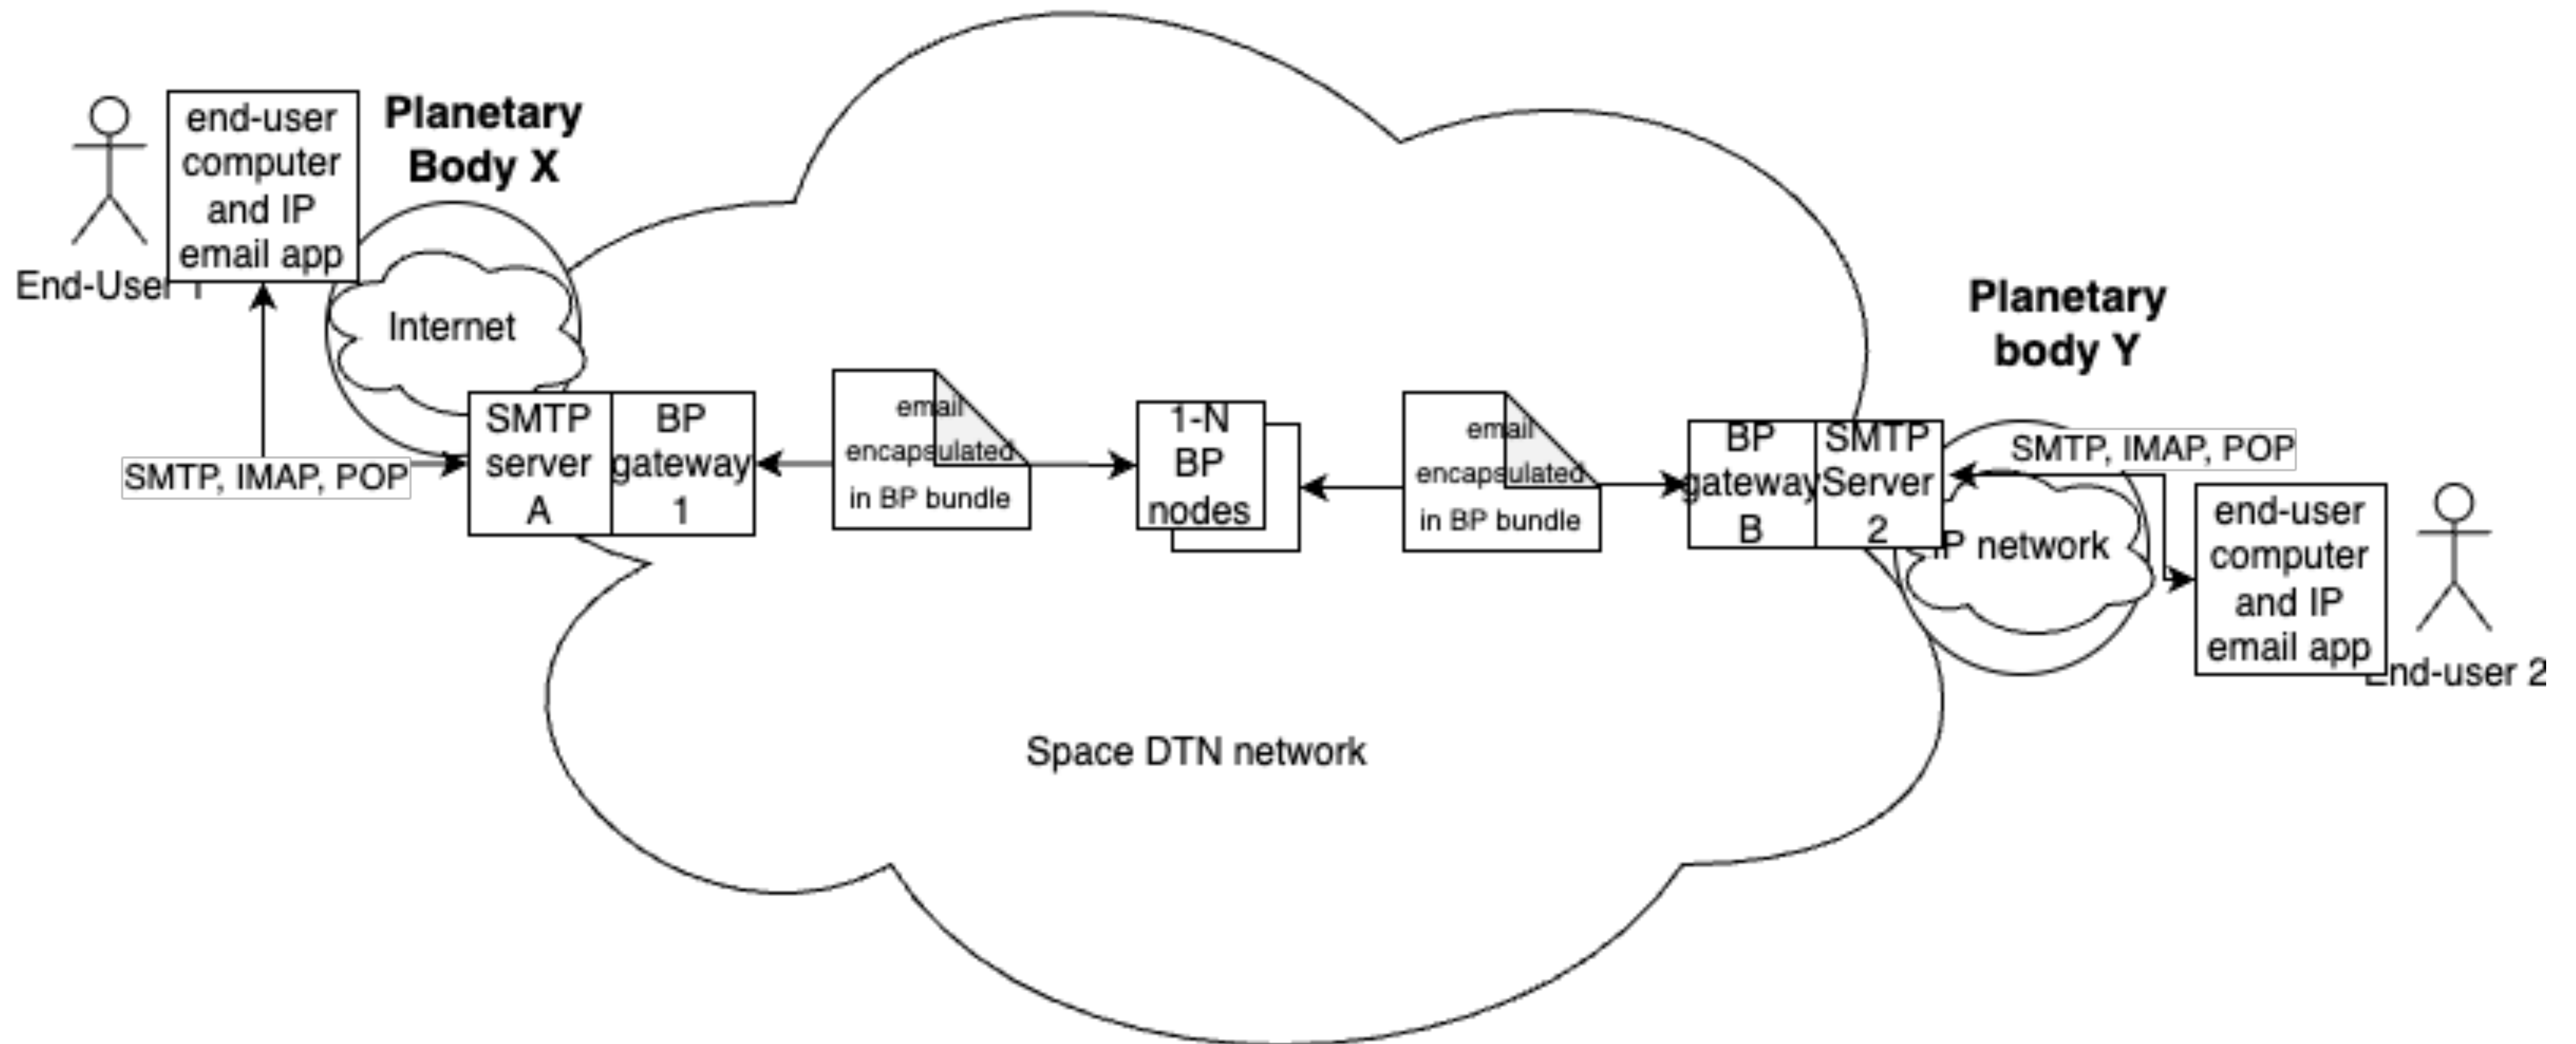 end-user
computer
and IP
email app
End-User 1
Planetary
Body X
Internet
SMTP, IMAP, POP
SMTP
server
A
BP
gateway
1
email
encapsulated
in BP bundle
1-N
BP
nodes
email
encapsulated
in BP bundle
BP
gateway
B
SMTP
Server
2
Planetary
body Y
SMTP, IMAP, POP
IP network
end-user
computer
and IP
email app
End-user 2
Space DTN network